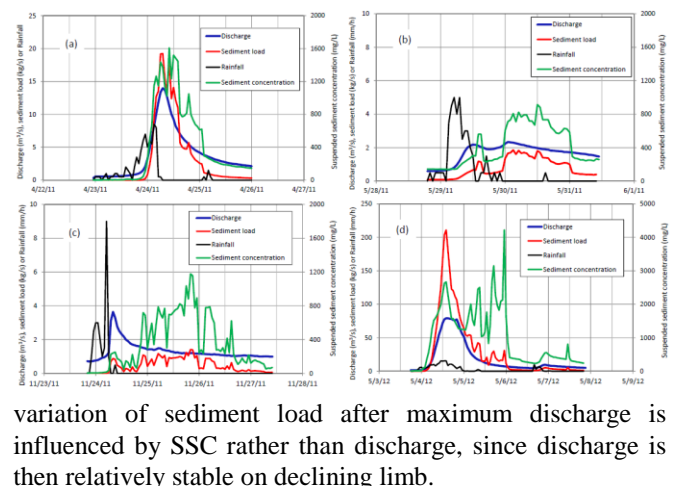 (a)
Discharge
Sediment load
Rainfall
Sediment concentration
25
20
15
10
5
0
2000
1600
1200
800
400
0
Discharge (m³/s), sediment load (kg/s) or Rainfall (mm/h)
Suspended sediment concentration (mg/L)
4/22/11 4/23/11 4/24/11 4/25/11 4/26/11 4/27/11
(b)
Discharge
Sediment load
Rainfall
Sediment concentration
10
8
6
4
2
0
2000
1600
1200
800
400
0
Discharge (m³/s), sediment load (kg/s) or Rainfall (mm/h)
Suspended sediment concentration (mg/L)
5/28/11 5/29/11 5/30/11 5/31/11 6/1/11
(c)
Discharge
Sediment load
Rainfall
Sediment concentration
10
8
6
4
2
0
2000
1600
1200
800
400
0
Discharge (m³/s), sediment load (kg/s) or Rainfall (mm/h)
Suspended sediment concentration (mg/L)
11/23/11 11/24/11 11/25/11 11/26/11 11/27/11 11/28/11
(d)
Discharge
Sediment load
Rainfall
Sediment concentration
250
200
150
100
50
0
5000
4000
3000
2000
1000
0
Discharge (m³/s), sediment load (kg/s) or Rainfall (mm/h)
Suspended sediment concentration (mg/L)
5/3/12 5/4/12 5/5/12 5/6/12 5/7/12 5/8/12 5/9/12
variation of sediment load after maximum discharge is
influenced by SSC rather than discharge, since discharge is
then relatively stable on declining limb.